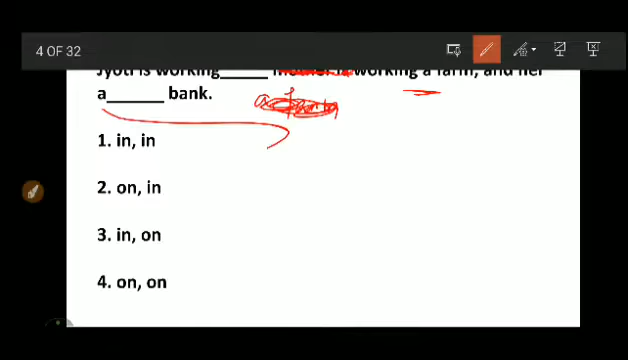 4 OF 32
Jyoti is working_____ working a farm, and her
a______ bank.
1. in, in
2. on, in
3. in, on
4. on, on